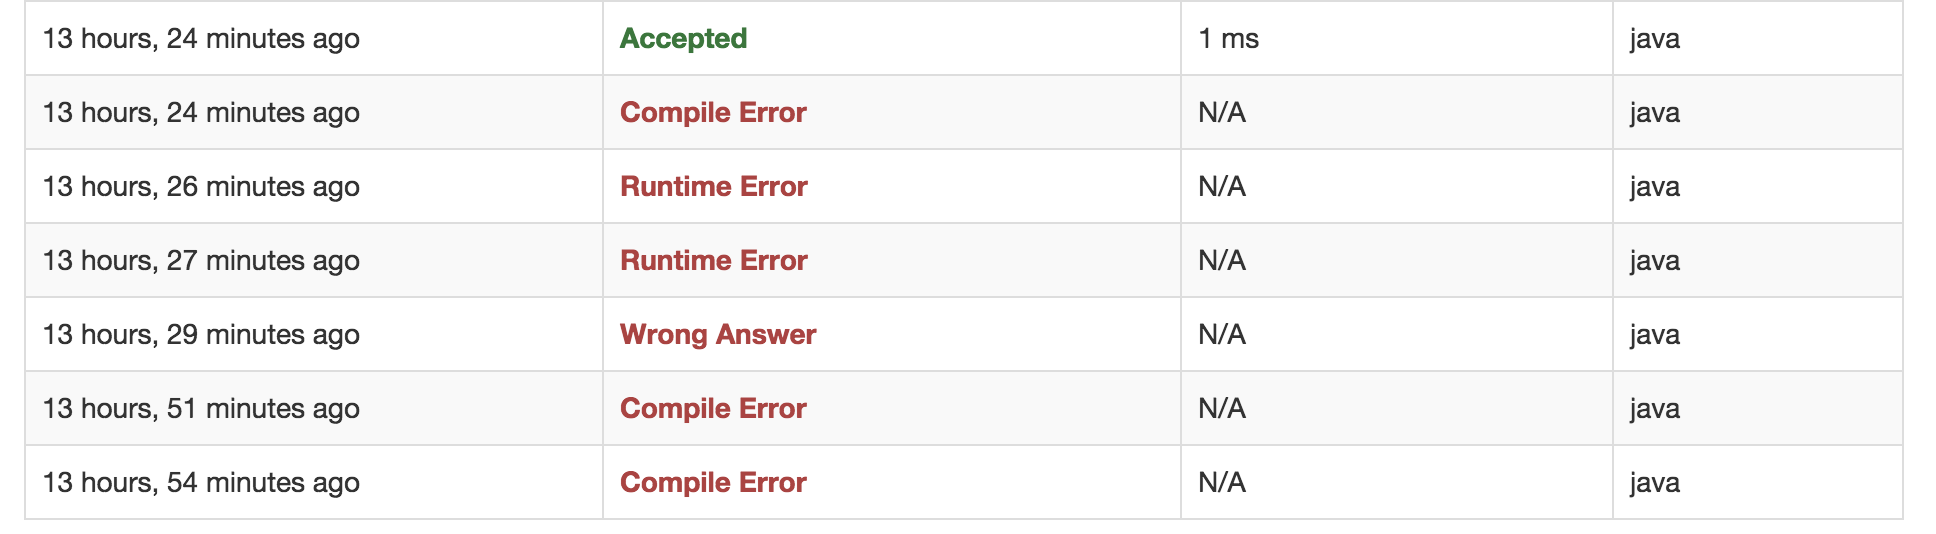 13 hours, 24 minutes ago Accepted 1 ms java
13 hours, 24 minutes ago Compile Error N/A java
13 hours, 26 minutes ago Runtime Error N/A java
13 hours, 27 minutes ago Runtime Error N/A java
13 hours, 29 minutes ago Wrong Answer N/A java
13 hours, 51 minutes ago Compile Error N/A java
13 hours, 54 minutes ago Compile Error N/A java